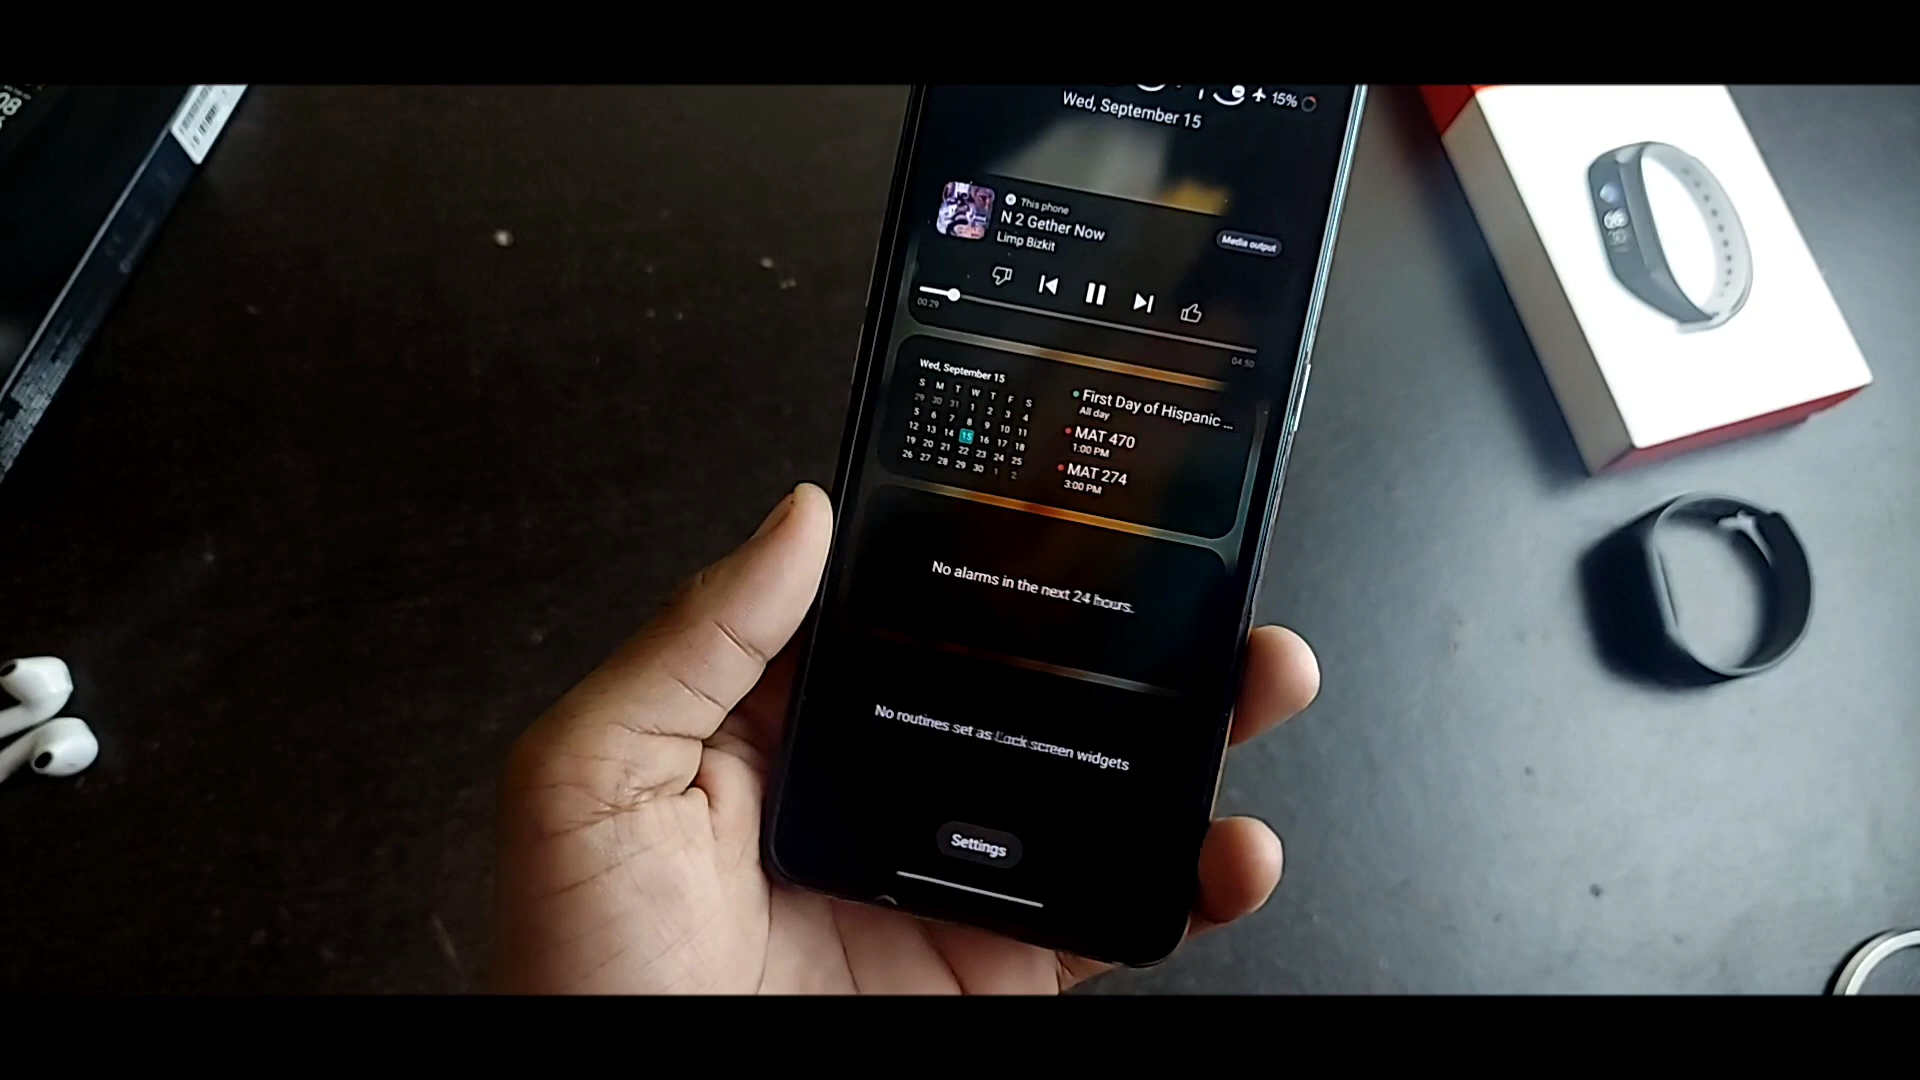 15%
Wed, September 15
This phone
N 2 Gether Now
Limp Bizkit
Media output
00:29
04:50
Wed, September 15
S M T W T F S
29 30 31 1 2 3 4
5 6 7 8 9 10 11
12 13 14 15 16 17 18
19 20 21 22 23 24 25
26 27 28 29 30 1 2
First Day of Hispanic ...
All day
MAT 470
1:00 PM
MAT 274
3:00 PM
No alarms in the next 24 hours.
No routines set as Lock screen widgets
Settings
08